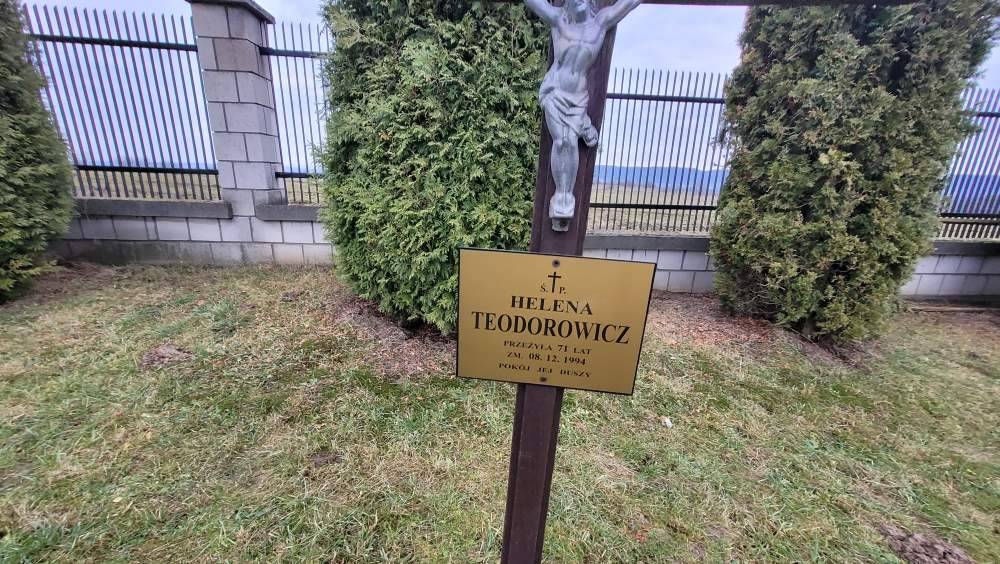 Ś. P.
HELENA
TEODOROWICZ
PRZEŻYŁA 71 LAT
ZM. 08. 12. 1994
POKÓJ JEJ DUSZY